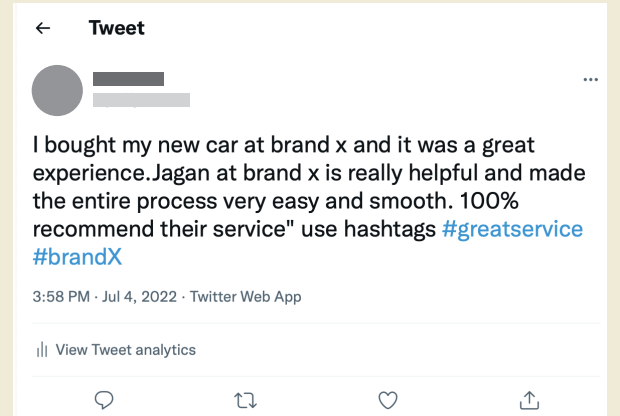 Tweet
I bought my new car at brand x and it was a great
experience.Jagan at brand x is really helpful and made
the entire process very easy and smooth. 100%
recommend their service" use hashtags #greatservice
#brandX
3:58 PM · Jul 4, 2022 · Twitter Web App
View Tweet analytics